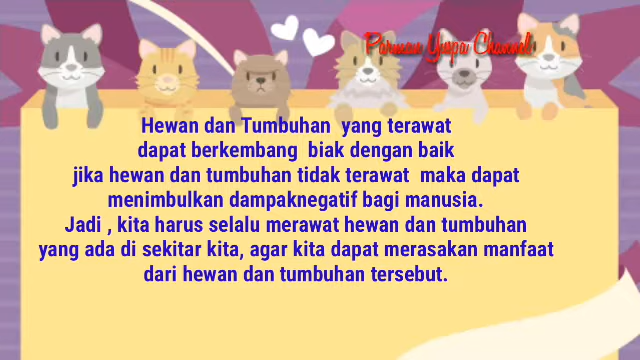 Parman Yuspa Channel
Hewan dan Tumbuhan yang terawat
dapat berkembang biak dengan baik
jika hewan dan tumbuhan tidak terawat maka dapat
menimbulkan dampaknegatif bagi manusia.
Jadi , kita harus selalu merawat hewan dan tumbuhan
yang ada di sekitar kita, agar kita dapat merasakan manfaat
dari hewan dan tumbuhan tersebut.